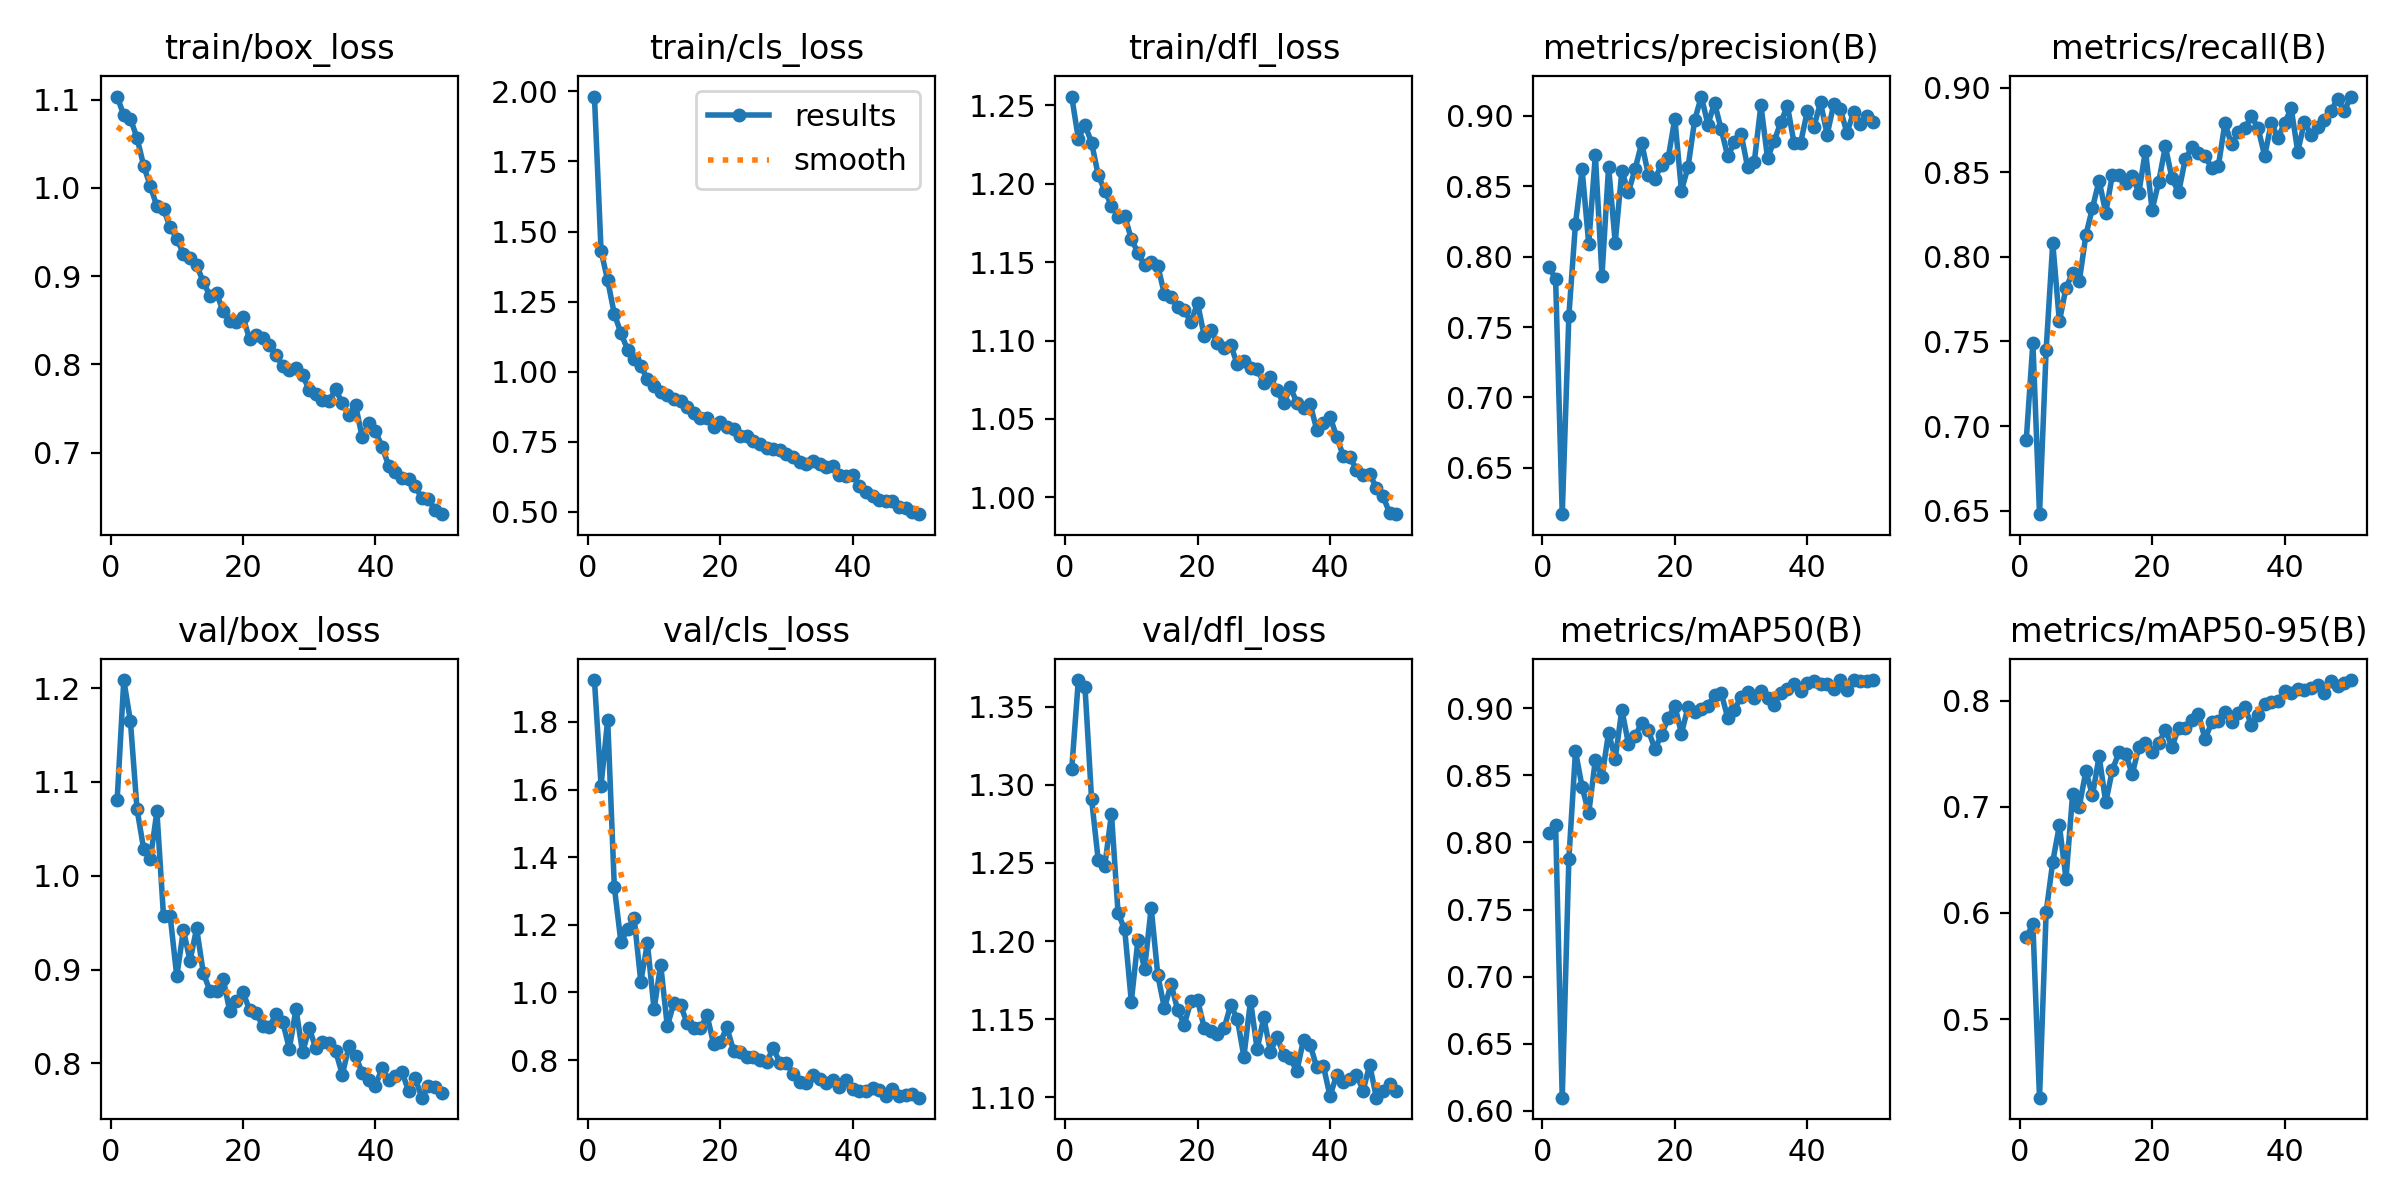 train/box_loss
train/cls_loss
train/dfl_loss
metrics/precision(B)
metrics/recall(B)
1.1
1.0
0.9
0.8
0.7
0 20 40
2.00
1.75
1.50
1.25
1.00
0.75
0.50
results
smooth
0 20 40
1.25
1.20
1.15
1.10
1.05
1.00
0 20 40
0.90
0.85
0.80
0.75
0.70
0.65
0 20 40
0.90
0.85
0.80
0.75
0.70
0.65
0 20 40
val/box_loss
val/cls_loss
val/dfl_loss
metrics/mAP50(B)
metrics/mAP50-95(B)
1.2
1.1
1.0
0.9
0.8
0 20 40
1.8
1.6
1.4
1.2
1.0
0.8
0 20 40
1.35
1.30
1.25
1.20
1.15
1.10
0 20 40
0.90
0.85
0.80
0.75
0.70
0.65
0.60
0 20 40
0.8
0.7
0.6
0.5
0 20 40